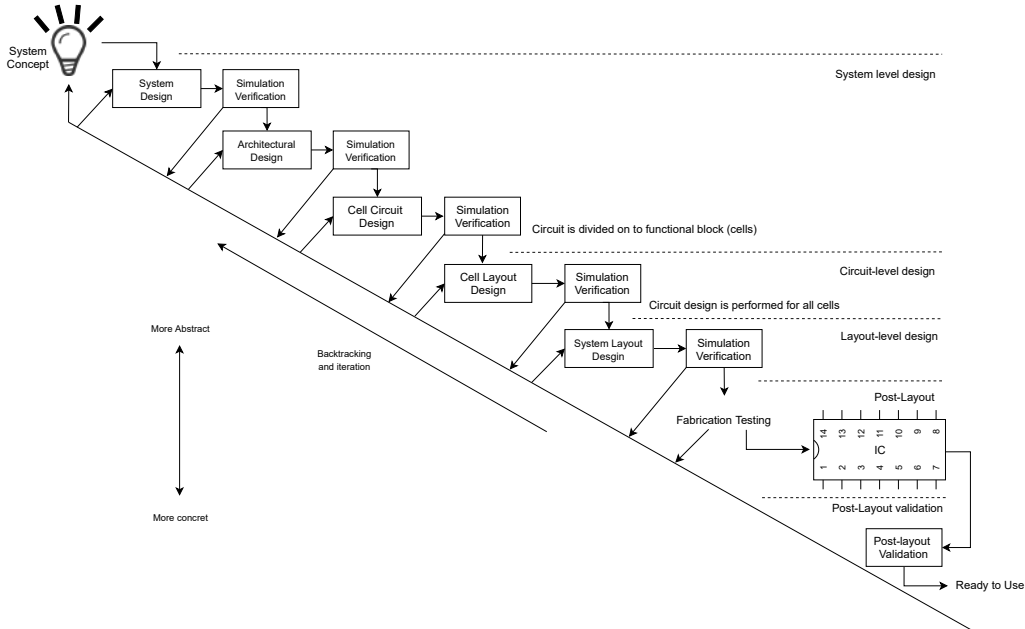 System
Concept
System level design
System
Design
Simulation
Verification
Architectural
Design
Simulation
Verification
Cell Circuit
Design
Simulation
Verification
Circuit is divided on to functional block (cells)
Circuit-level design
Cell Layout
Design
Simulation
Verification
Circuit design is performed for all cells
More Abstract
Backtracking
and iteration
System Layout
Desgin
Simulation
Verification
Layout-level design
Post-Layout
Fabrication Testing
14 13 12 11 10 9 8
IC
1 2 3 4 5 6 7
More concret
Post-Layout validation
Post-layout
Validation
Ready to Use